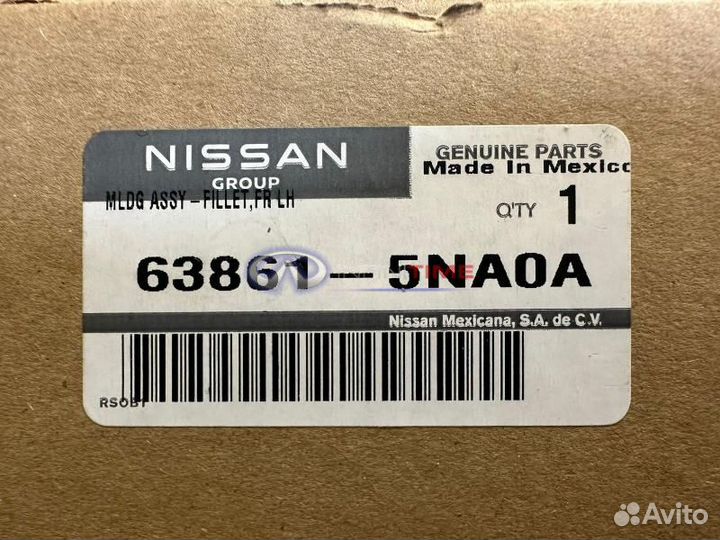 NISSAN
GROUP
GENUINE PARTS
Made In Mexico
MLDG ASSY-FILLET,FR LH
Q'TY 1
63861-5NA0A
TIME
Nissan Mexicana, S.A. de C.V.
RSOBT
Avito